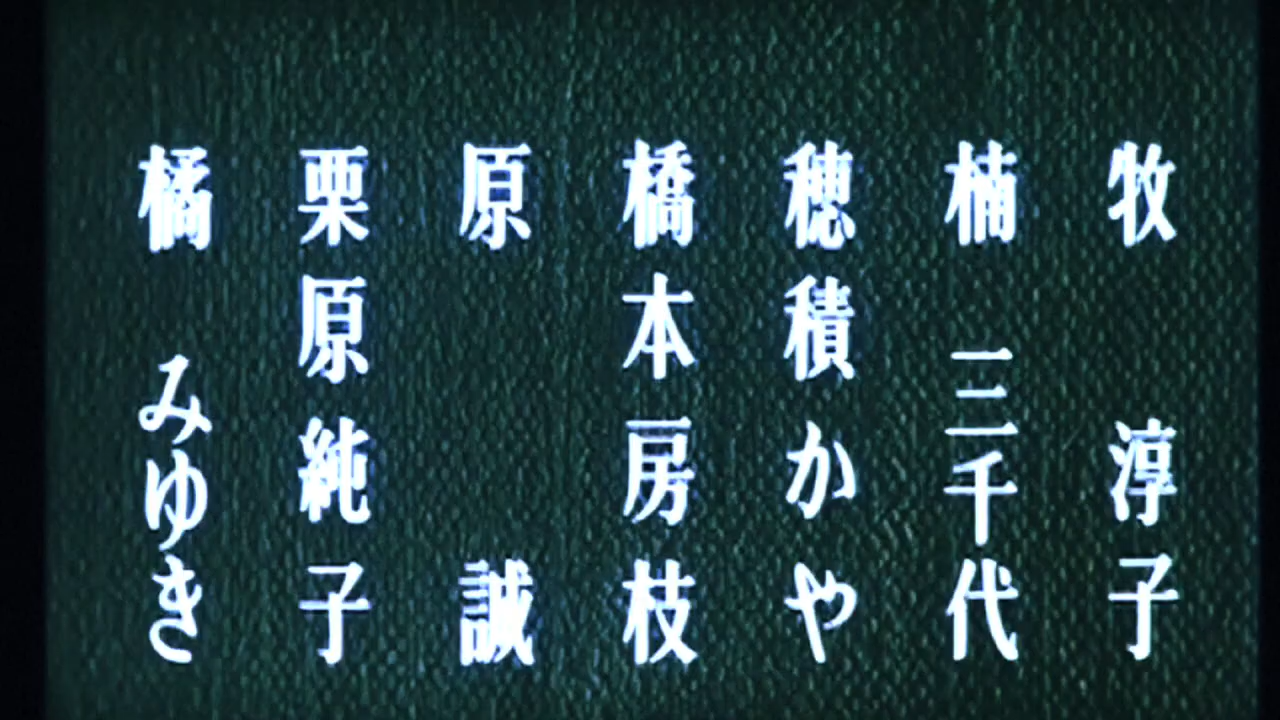 牧淳子
楠三千代
穂積かや
橋本房枝
原誠
栗原純子
橘みゆき